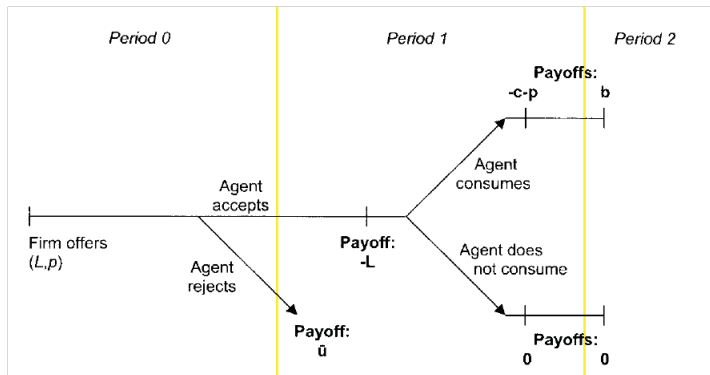 Period 0
Period 1
Period 2
Payoffs:
-c-p
b
Agent
consumes
Agent
accepts
Firm offers
(L,p)
Payoff:
-L
Agent does
not consume
Agent
rejects
Payoff:
ū
Payoffs:
0
0